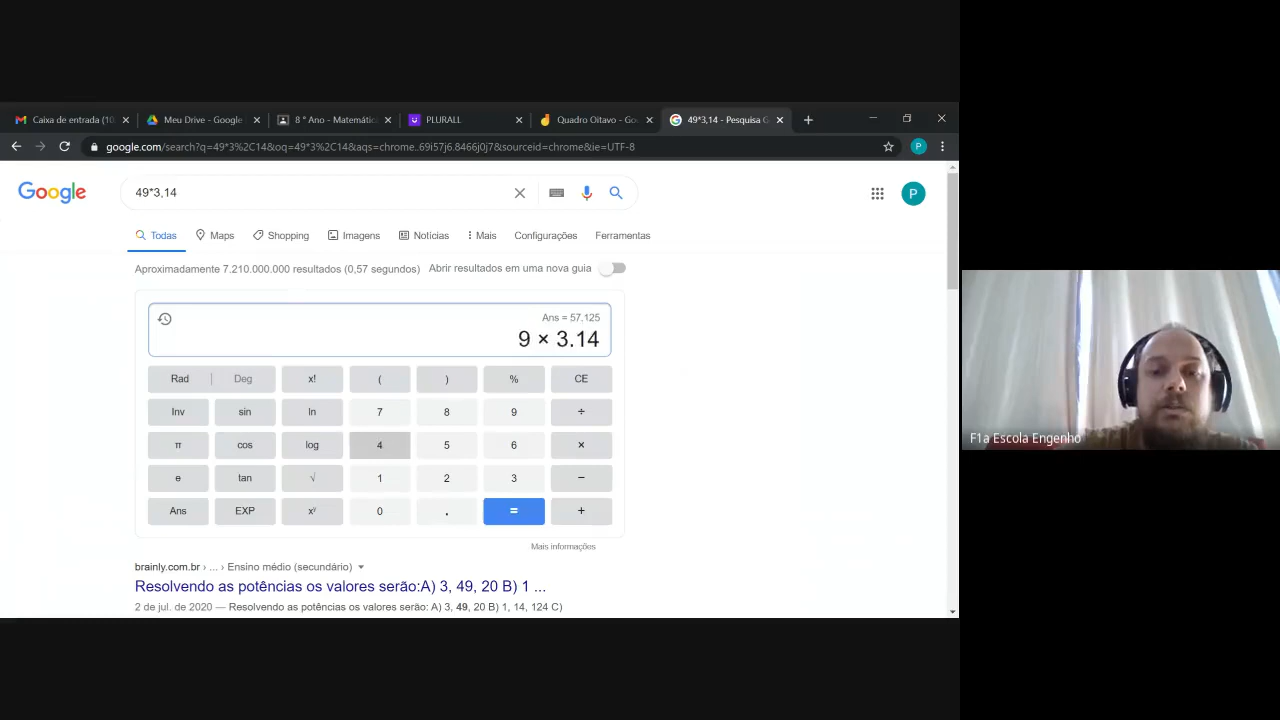 Caixa de entrada (10.
Meu Drive - Google
8 ° Ano - Matemátic
PLURALL
Quadro Oitavo - Goo
49*3,14 - Pesquisa G
google.com/search?q=49*3%2C14&oq=49*3%2C14&aqs=chrome..69i57j6.8466j0j7&sourceid=chrome&ie=UTF-8
P
Google
49*3,14
P
Todas
Maps
Shopping
Imagens
Notícias
Mais
Configurações
Ferramentas
Aproximadamente 7.210.000.000 resultados (0,57 segundos)
Abrir resultados em uma nova guia
Ans = 57.125
9 × 3.14
Rad | Deg x! ( ) % CE
Inv sin ln 7 8 9 ÷
π cos log 4 5 6 ×
e tan √ 1 2 3 −
Ans EXP xʸ 0 . = +
Mais informações
brainly.com.br › ... › Ensino médio (secundário)
Resolvendo as potências os valores serão:A) 3, 49, 20 B) 1 ...
2 de jul. de 2020 — Resolvendo as potências os valores serão: A) 3, 49, 20 B) 1, 14, 124 C)
F1a Escola Engenho